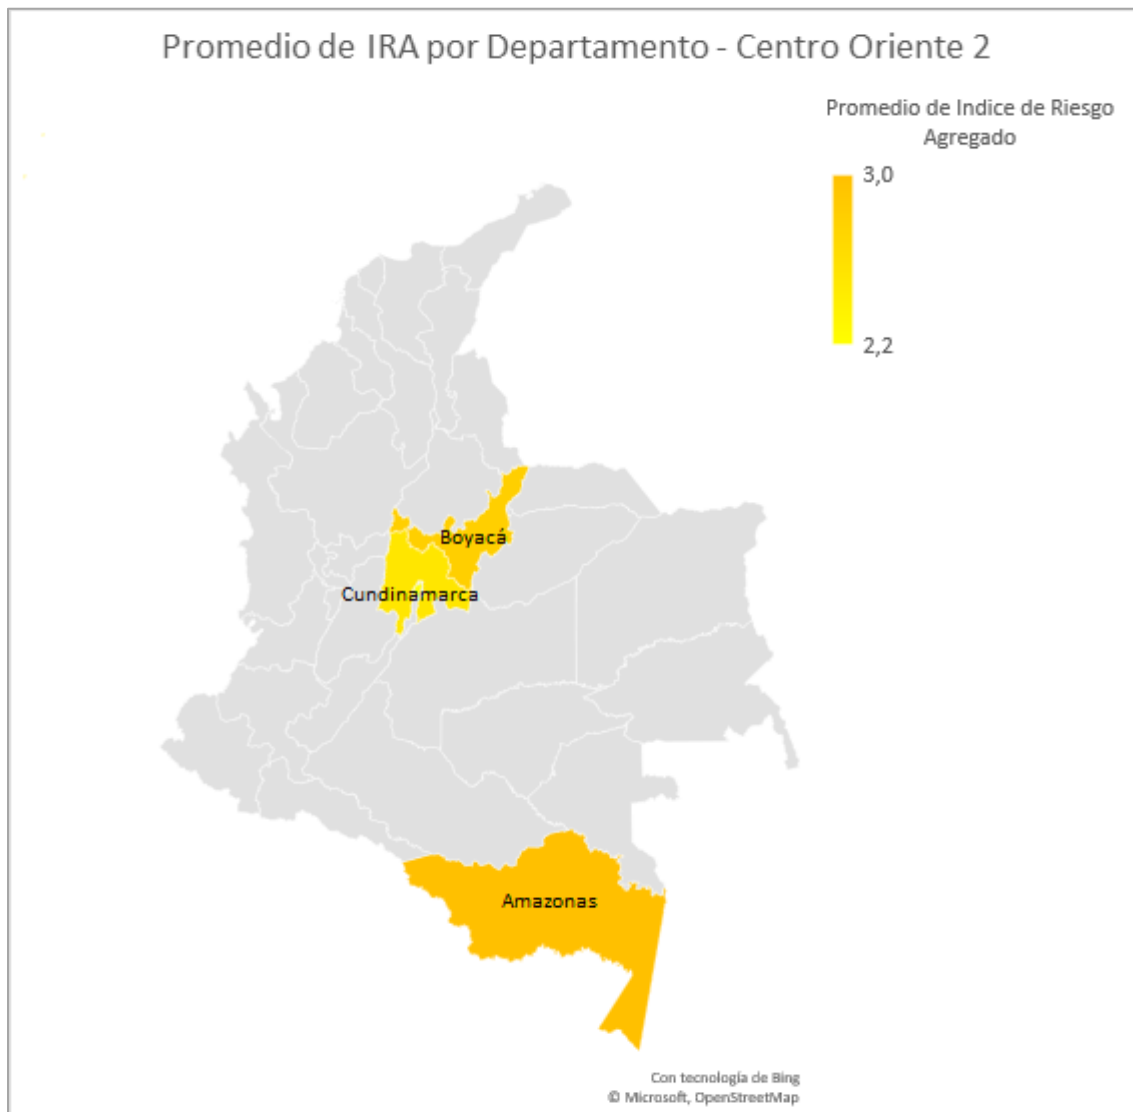 Promedio de IRA por Departamento - Centro Oriente 2
Promedio de Indice de Riesgo
Agregado
3,0
2,2
Boyacá
Cundinamarca
Amazonas
Con tecnología de Bing
© Microsoft, OpenStreetMap